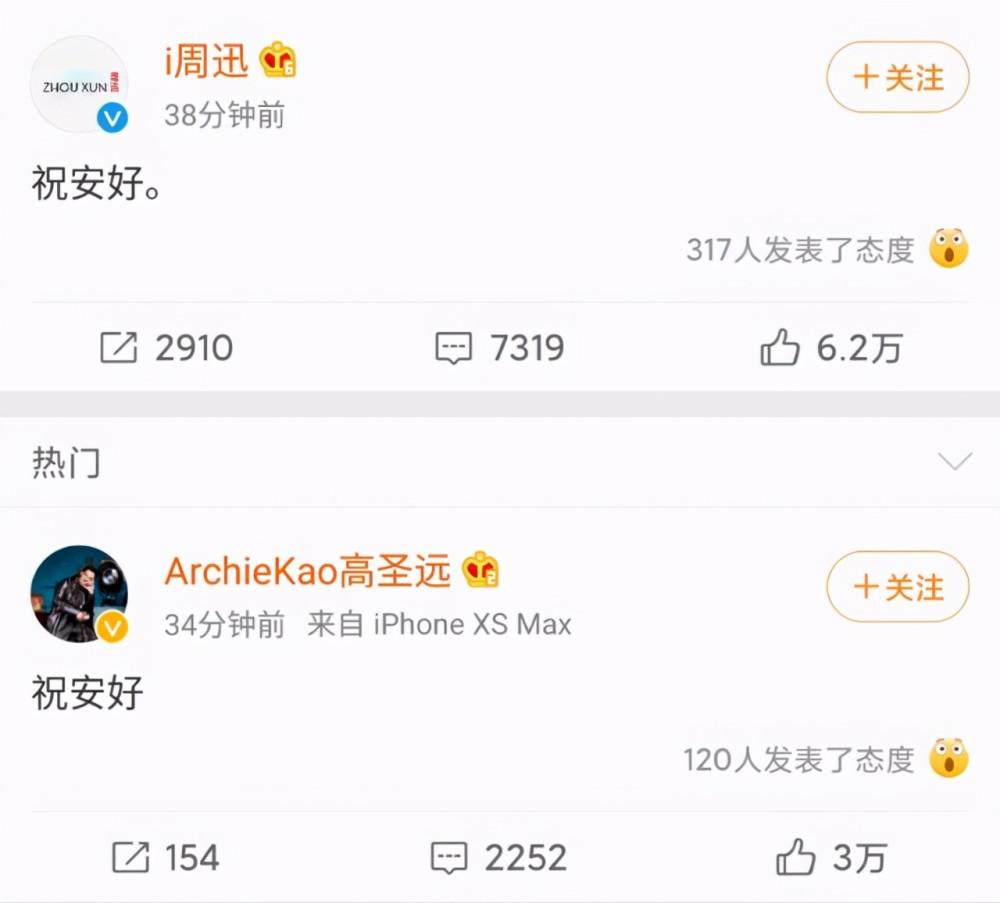 ZHOU XUN
i周迅
38分钟前
+关注
祝安好。
317人发表了态度
2910
7319
6.2万
热门
ArchieKao高圣远
34分钟前 来自 iPhone XS Max
+关注
祝安好
120人发表了态度
154
2252
3万